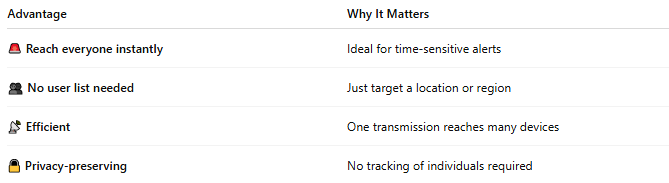 Advantage Why It Matters
🚨 Reach everyone instantly Ideal for time-sensitive alerts
👥 No user list needed Just target a location or region
📡 Efficient One transmission reaches many devices
🔒 Privacy-preserving No tracking of individuals required